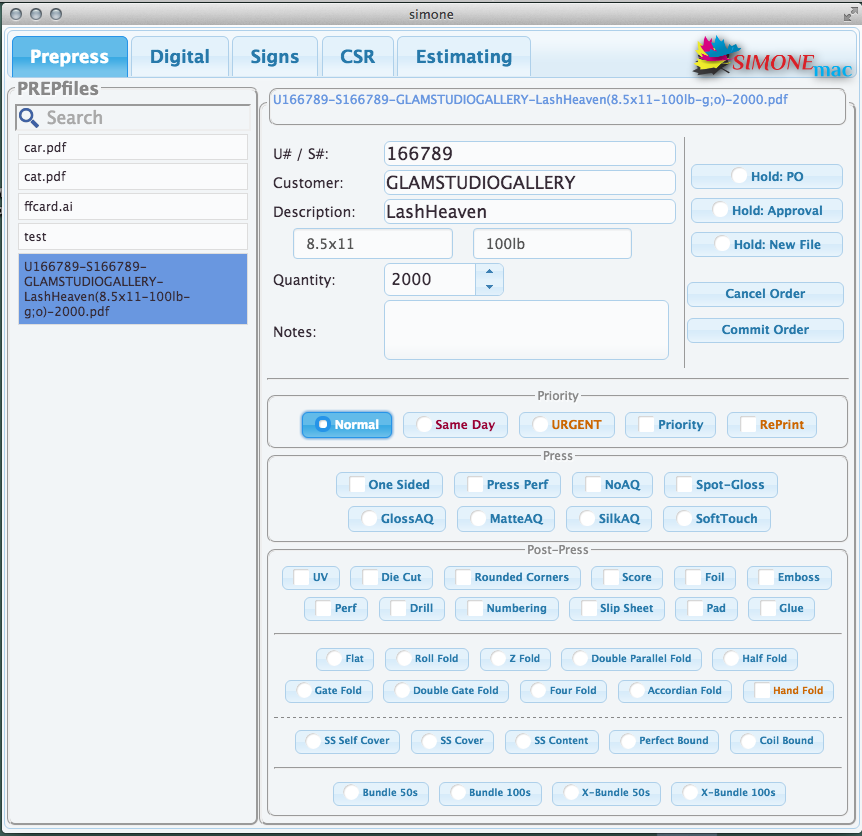 simone
Prepress Digital Signs CSR Estimating
SIMONE mac
PREPfiles
Search
car.pdf
cat.pdf
ffcard.ai
test
U166789-S166789-
GLAMSTUDIOGALLERY-
LashHeaven(8.5x11-100lb-
g;o)-2000.pdf
U166789-S166789-GLAMSTUDIOGALLERY-LashHeaven(8.5x11-100lb-g;o)-2000.pdf
U# / S#: 166789
Customer: GLAMSTUDIOGALLERY
Description: LashHeaven
8.5x11 100lb
Quantity: 2000
Notes:
Hold: PO
Hold: Approval
Hold: New File
Cancel Order
Commit Order
Priority
Normal Same Day URGENT Priority RePrint
Press
One Sided Press Perf NoAQ Spot-Gloss
GlossAQ MatteAQ SilkAQ SoftTouch
Post-Press
UV Die Cut Rounded Corners Score Foil Emboss
Perf Drill Numbering Slip Sheet Pad Glue
Flat Roll Fold Z Fold Double Parallel Fold Half Fold
Gate Fold Double Gate Fold Four Fold Accordian Fold Hand Fold
SS Self Cover SS Cover SS Content Perfect Bound Coil Bound
Bundle 50s Bundle 100s X-Bundle 50s X-Bundle 100s